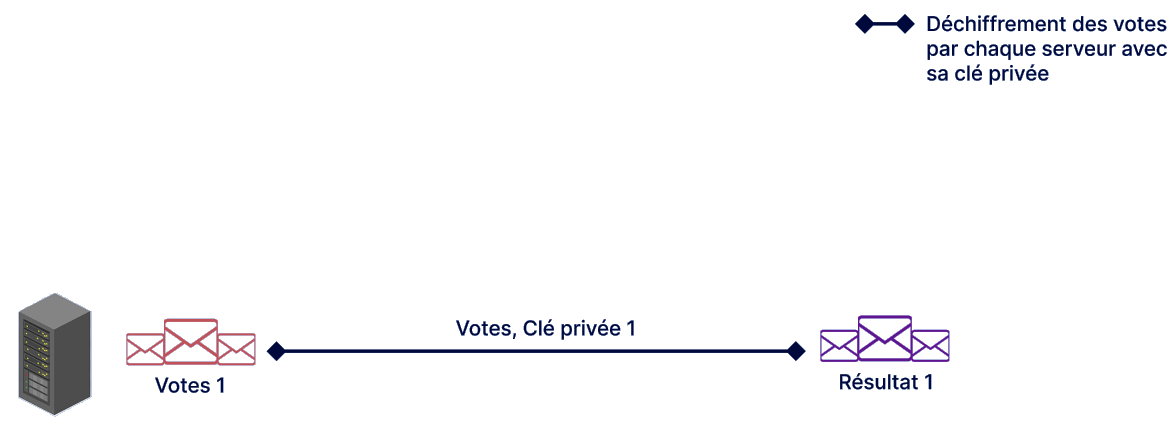 Déchiffrement des votes
par chaque serveur avec
sa clé privée
Votes, Clé privée 1
Votes 1
Résultat 1